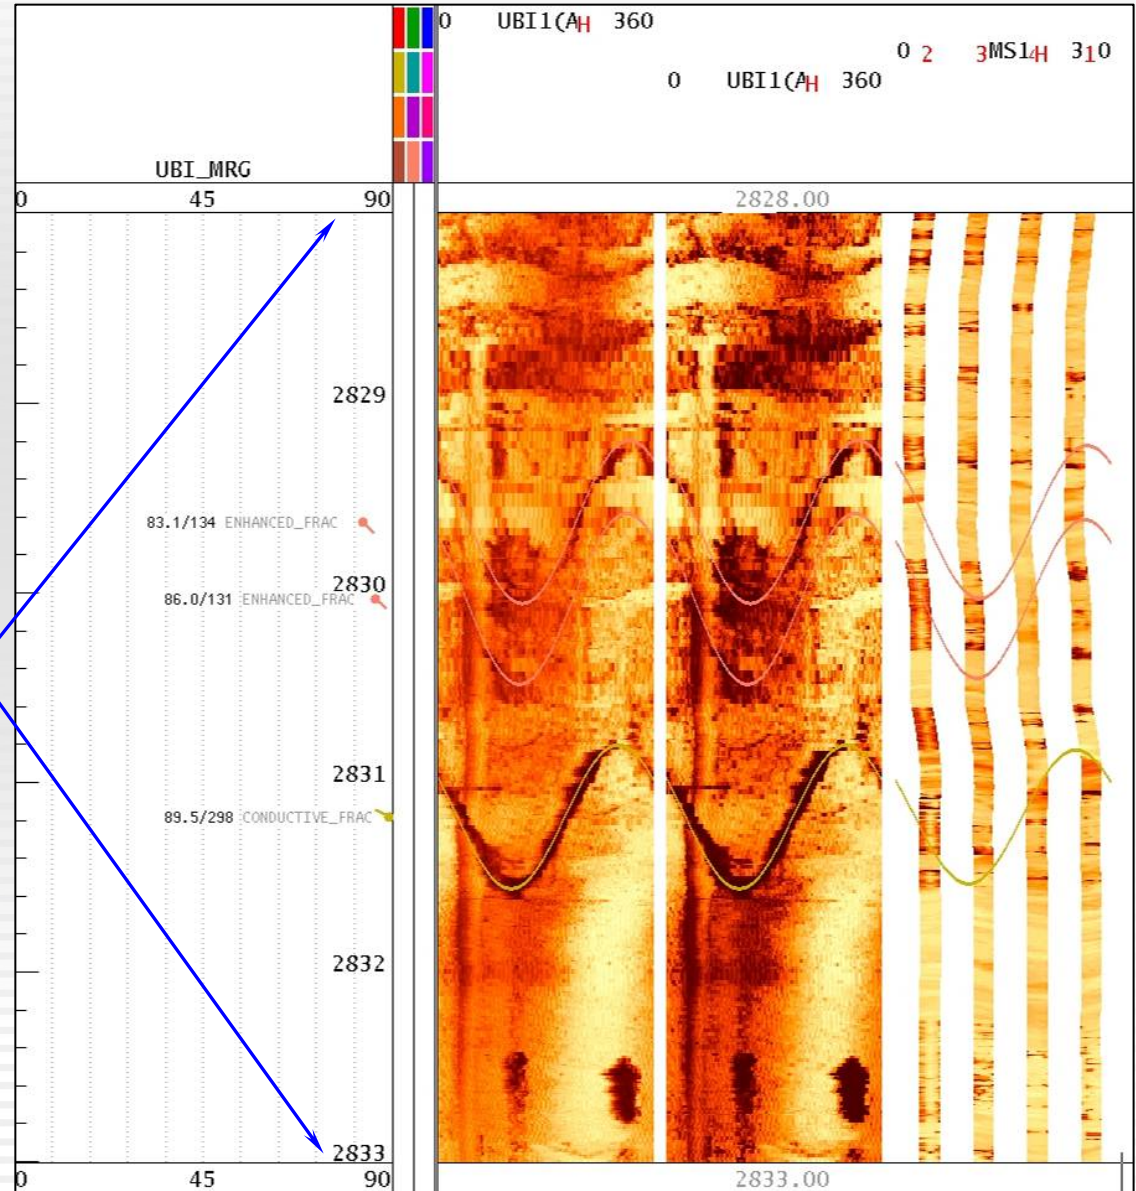 0 UBI1(AH 360
0 2 3MS14H 310
0 UBI1(AH 360
UBI_MRG
0 45 90
2828.00
2829
83.1/134 ENHANCED_FRAC
2830
86.0/131 ENHANCED_FRAC
2831
89.5/298 CONDUCTIVE_FRAC
2832
2833
0 45 90
2833.00